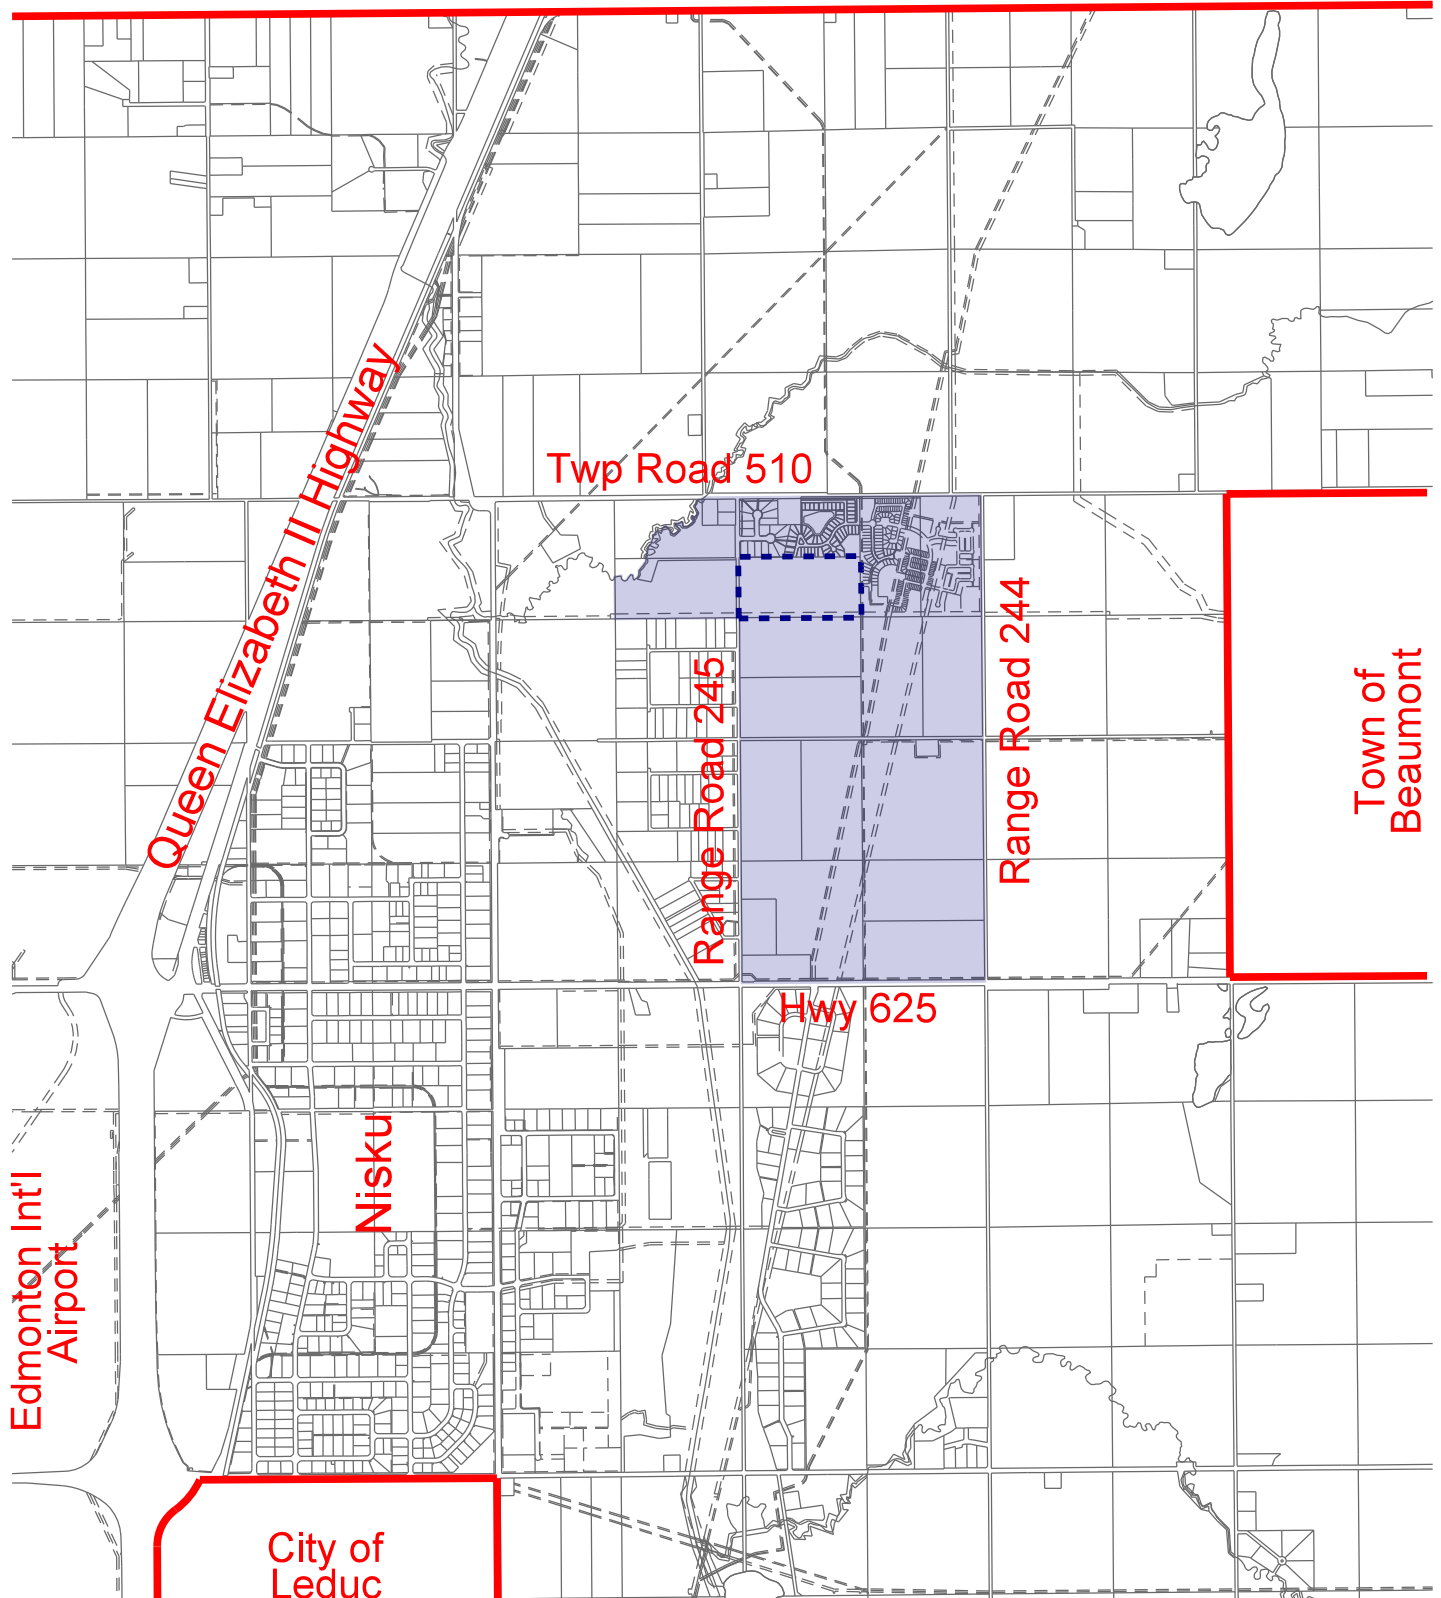 Queen Elizabeth II Highway
Twp Road 510
Range Road 245
Range Road 244
Town of
Beaumont
Hwy 625
Nisku
Edmonton Int'l
Airport
City of
Leduc